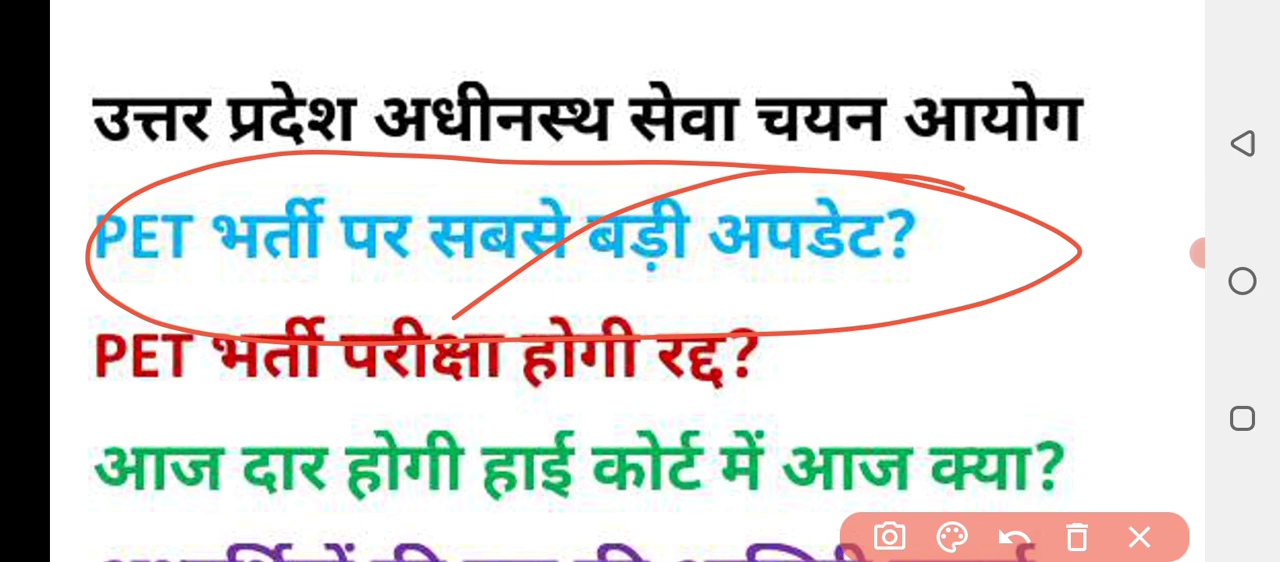 उत्तर प्रदेश अधीनस्थ सेवा चयन आयोग
PET भर्ती पर सबसे बड़ी अपडेट?
PET भर्ती परीक्षा होगी रद्द?
आज दार होगी हाई कोर्ट में आज क्या?